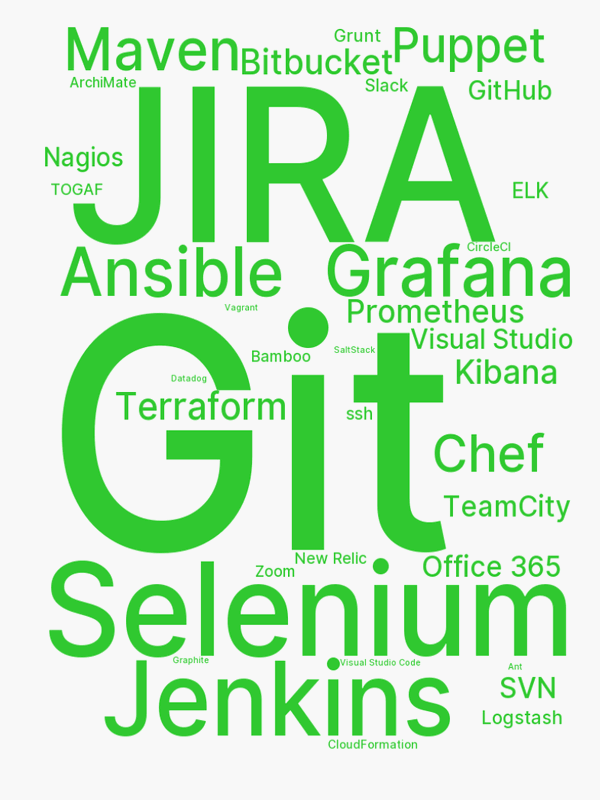 Maven
Grunt
Puppet
Bitbucket
ArchiMate
Slack
GitHub
JIRA
Nagios
TOGAF
ELK
CircleCI
Ansible
Grafana
Vagrant
Prometheus
Visual Studio
Git
Bamboo
SaltStack
Kibana
Datadog
Terraform
ssh
Chef
TeamCity
New Relic
Zoom
Office 365
Selenium
Graphite
Visual Studio Code
Ant
Jenkins
SVN
Logstash
CloudFormation